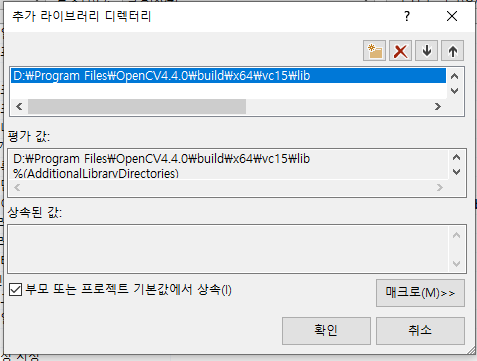 추가 라이브러리 디렉터리
D:₩Program Files₩OpenCV4.4.0₩build₩x64₩vc15₩lib
평가 값:
D:₩Program Files₩OpenCV4.4.0₩build₩x64₩vc15₩lib
%(AdditionalLibraryDirectories)
상속된 값:
부모 또는 프로젝트 기본값에서 상속(I)
매크로(M)>>
확인
취소